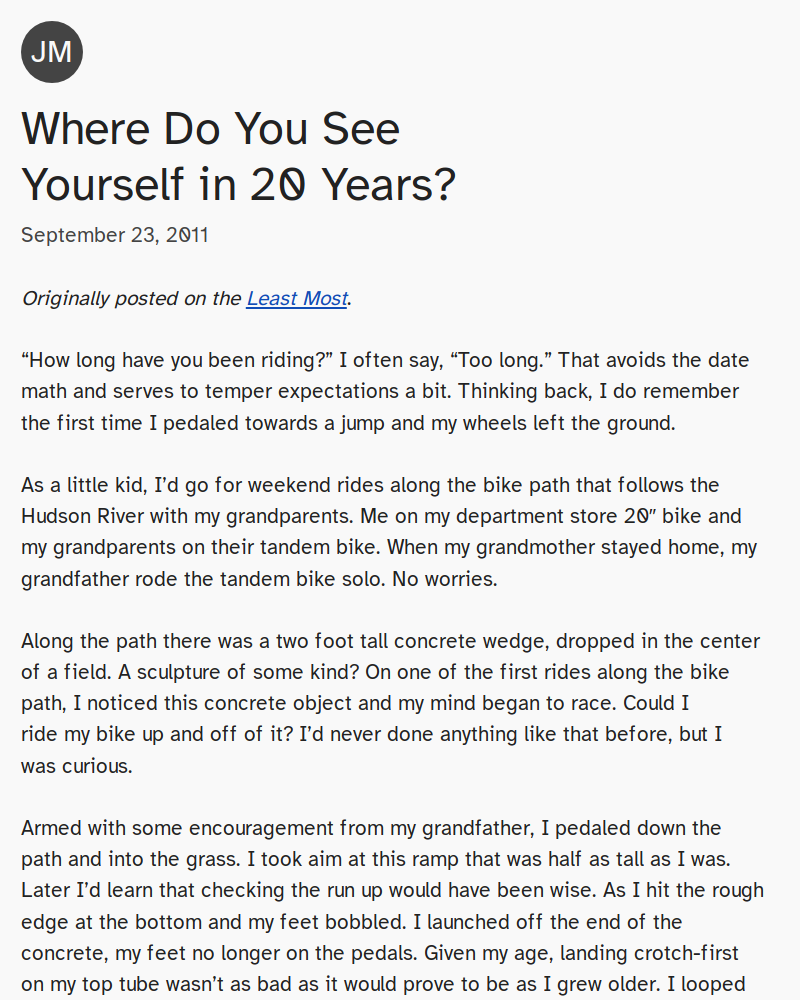 JM
Where Do You See
Yourself in 20 Years?
September 23, 2011
Originally posted on the Least Most.
“How long have you been riding?” I often say, “Too long.” That avoids the date
math and serves to temper expectations a bit. Thinking back, I do remember
the first time I pedaled towards a jump and my wheels left the ground.
As a little kid, I’d go for weekend rides along the bike path that follows the
Hudson River with my grandparents. Me on my department store 20″ bike and
my grandparents on their tandem bike. When my grandmother stayed home, my
grandfather rode the tandem bike solo. No worries.
Along the path there was a two foot tall concrete wedge, dropped in the center
of a field. A sculpture of some kind? On one of the first rides along the bike
path, I noticed this concrete object and my mind began to race. Could I
ride my bike up and off of it? I’d never done anything like that before, but I
was curious.
Armed with some encouragement from my grandfather, I pedaled down the
path and into the grass. I took aim at this ramp that was half as tall as I was.
Later I’d learn that checking the run up would have been wise. As I hit the rough
edge at the bottom and my feet bobbled. I launched off the end of the
concrete, my feet no longer on the pedals. Given my age, landing crotch-first
on my top tube wasn’t as bad as it would prove to be as I grew older. I looped